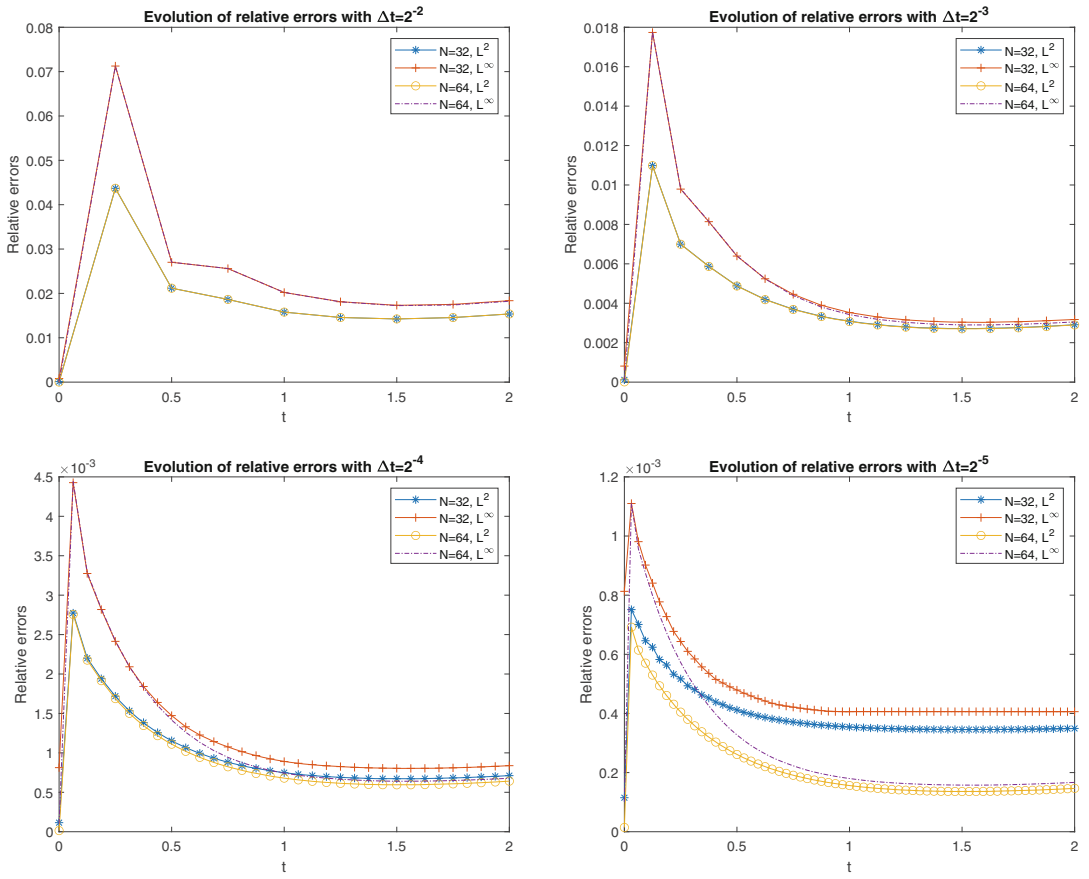 Evolution of relative errors with Δt=2^-2
0.08
0.07
0.06
0.05
0.04
0.03
0.02
0.01
0
Relative errors
N=32, L^2
N=32, L^∞
N=64, L^2
N=64, L^∞
0 0.5 1 1.5 2
t
Evolution of relative errors with Δt=2^-3
0.018
0.016
0.014
0.012
0.010
0.008
0.006
0.004
0.002
0
Relative errors
N=32, L^2
N=32, L^∞
N=64, L^2
N=64, L^∞
0 0.5 1 1.5 2
t
Evolution of relative errors with Δt=2^-4
×10^-3
4.5
4
3.5
3
2.5
2
1.5
1
0.5
0
Relative errors
N=32, L^2
N=32, L^∞
N=64, L^2
N=64, L^∞
0 0.5 1 1.5 2
t
Evolution of relative errors with Δt=2^-5
×10^-3
1.2
1
0.8
0.6
0.4
0.2
0
Relative errors
N=32, L^2
N=32, L^∞
N=64, L^2
N=64, L^∞
0 0.5 1 1.5 2
t